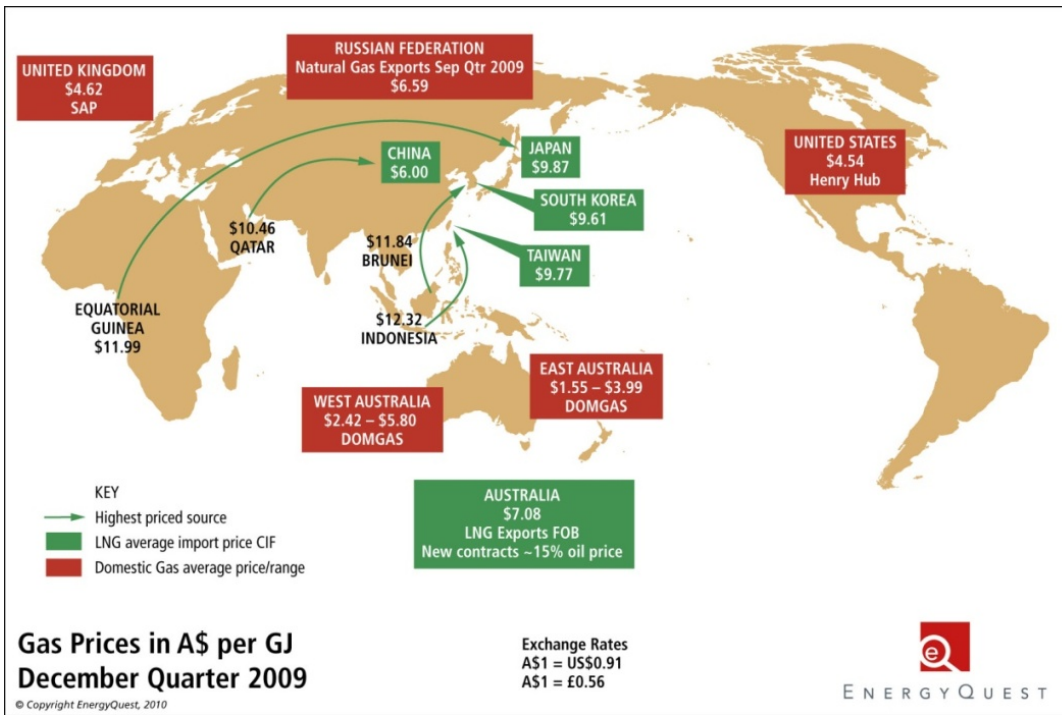 RUSSIAN FEDERATION
Natural Gas Exports Sep Qtr 2009
$6.59
UNITED KINGDOM
$4.62
SAP
CHINA
$6.00
JAPAN
$9.87
UNITED STATES
$4.54
Henry Hub
SOUTH KOREA
$9.61
$10.46
QATAR
$11.84
BRUNEI
TAIWAN
$9.77
EQUATORIAL
GUINEA
$11.99
$12.32
INDONESIA
EAST AUSTRALIA
$1.55 – $3.99
DOMGAS
WEST AUSTRALIA
$2.42 – $5.80
DOMGAS
AUSTRALIA
$7.08
LNG Exports FOB
New contracts ~15% oil price
KEY
Highest priced source
LNG average import price CIF
Domestic Gas average price/range
Gas Prices in A$ per GJ
December Quarter 2009
© Copyright EnergyQuest, 2010
Exchange Rates
A$1 = US$0.91
A$1 = £0.56
e
ENERGYQUEST